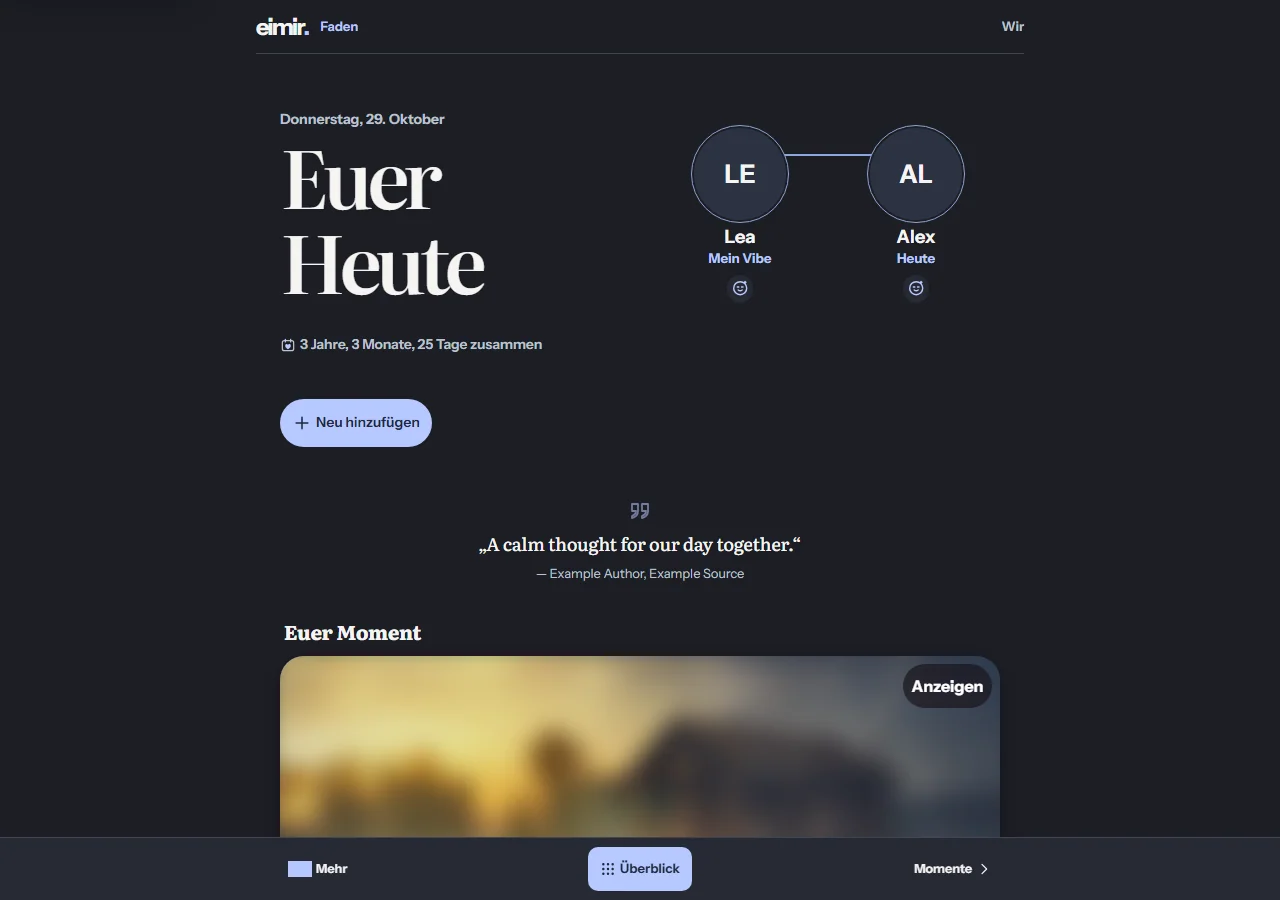 eimir. Faden
Wir
Donnerstag, 29. Oktober
Euer
Heute
LE
AL
Lea
Alex
Mein Vibe
Heute
3 Jahre, 3 Monate, 25 Tage zusammen
Neu hinzufügen
„A calm thought for our day together.“
— Example Author, Example Source
Euer Moment
Anzeigen
Mehr
Überblick
Momente